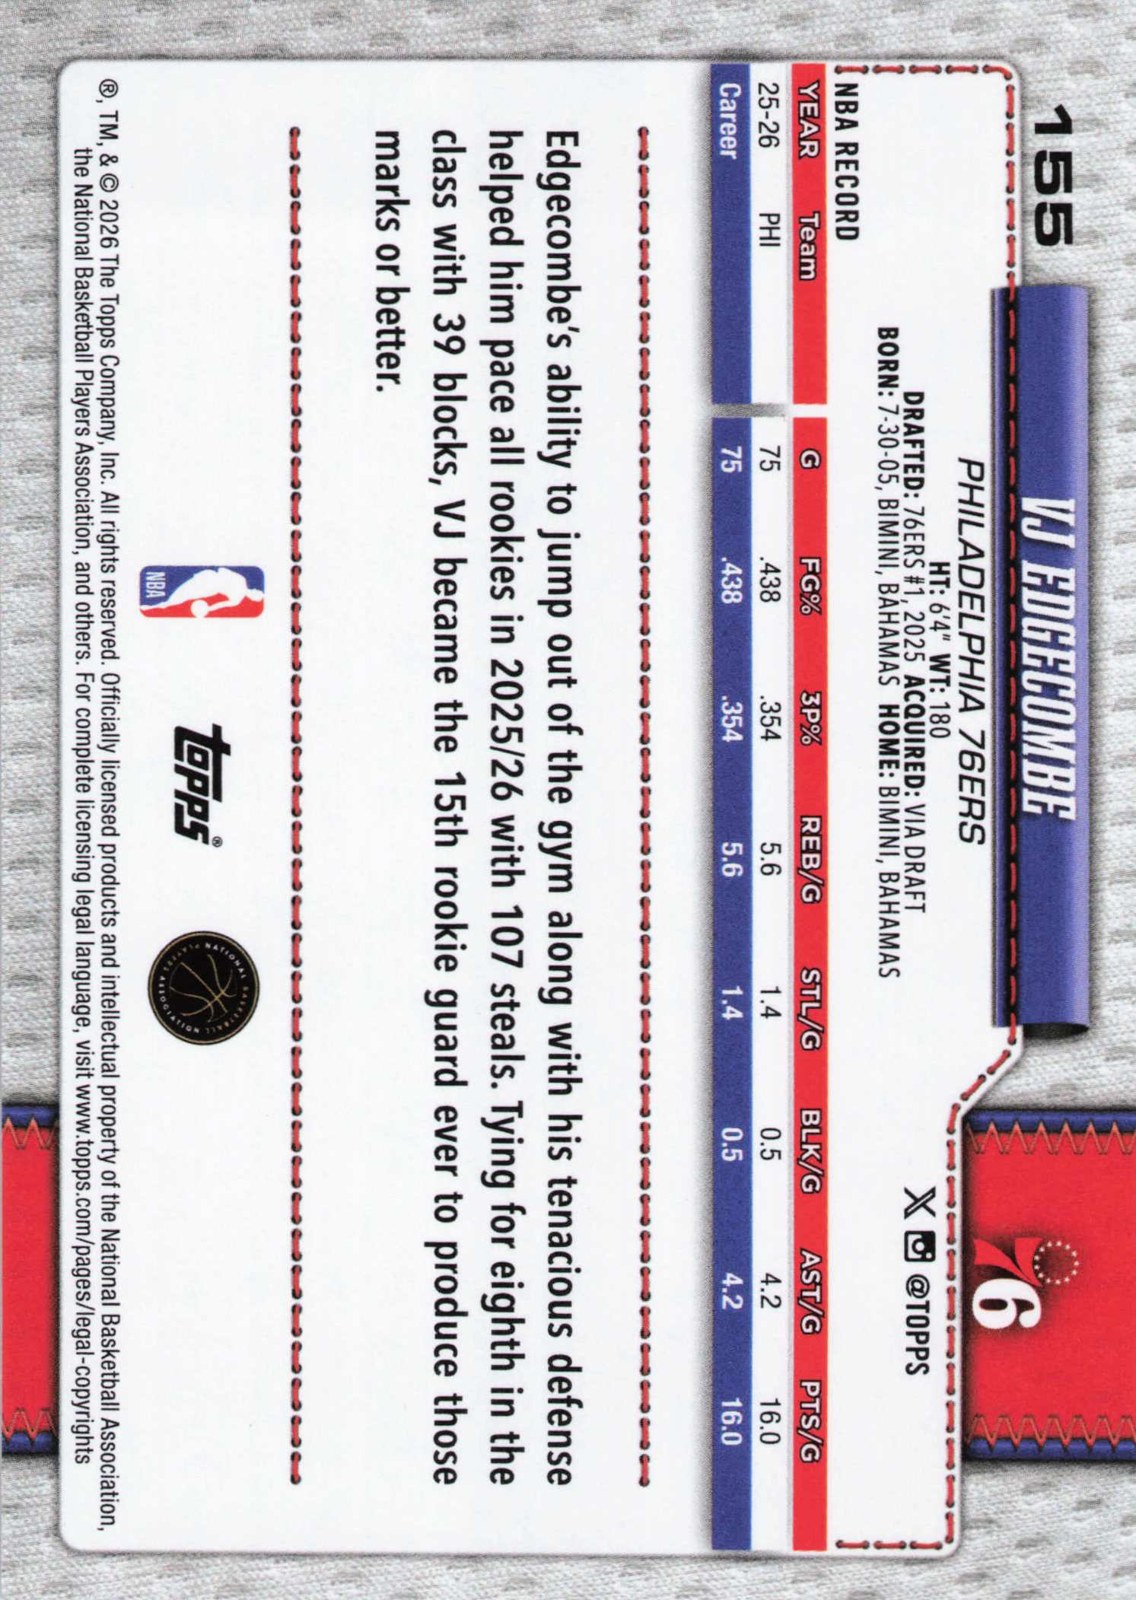 155
VJ EDGECOMBE
PHILADELPHIA 76ERS
HT: 6'4" WT: 180
DRAFTED: 76ERS #1, 2025 ACQUIRED: VIA DRAFT
BORN: 7-30-05, BIMINI, BAHAMAS HOME: BIMINI, BAHAMAS
76
X @TOPPS
NBA RECORD
YEAR Team G FG% 3P% REB/G STL/G BLK/G AST/G PTS/G
25-26 PHI 75 .438 .354 5.6 1.4 0.5 4.2 16.0
Career 75 .438 .354 5.6 1.4 0.5 4.2 16.0
Edgecombe's ability to jump out of the gym along with his tenacious defense
helped him pace all rookies in 2025/26 with 107 steals. Tying for eighth in the
class with 39 blocks, VJ became the 15th rookie guard ever to produce those
marks or better.
NBA
topps®
NATIONAL BASKETBALL PLAYERS ASSOCIATION
®, TM, & © 2026 The Topps Company, Inc. All rights reserved. Officially licensed products and intellectual property of the National Basketball Association,
the National Basketball Players Association, and others. For complete licensing legal language, visit www.topps.com/pages/legal-copyrights